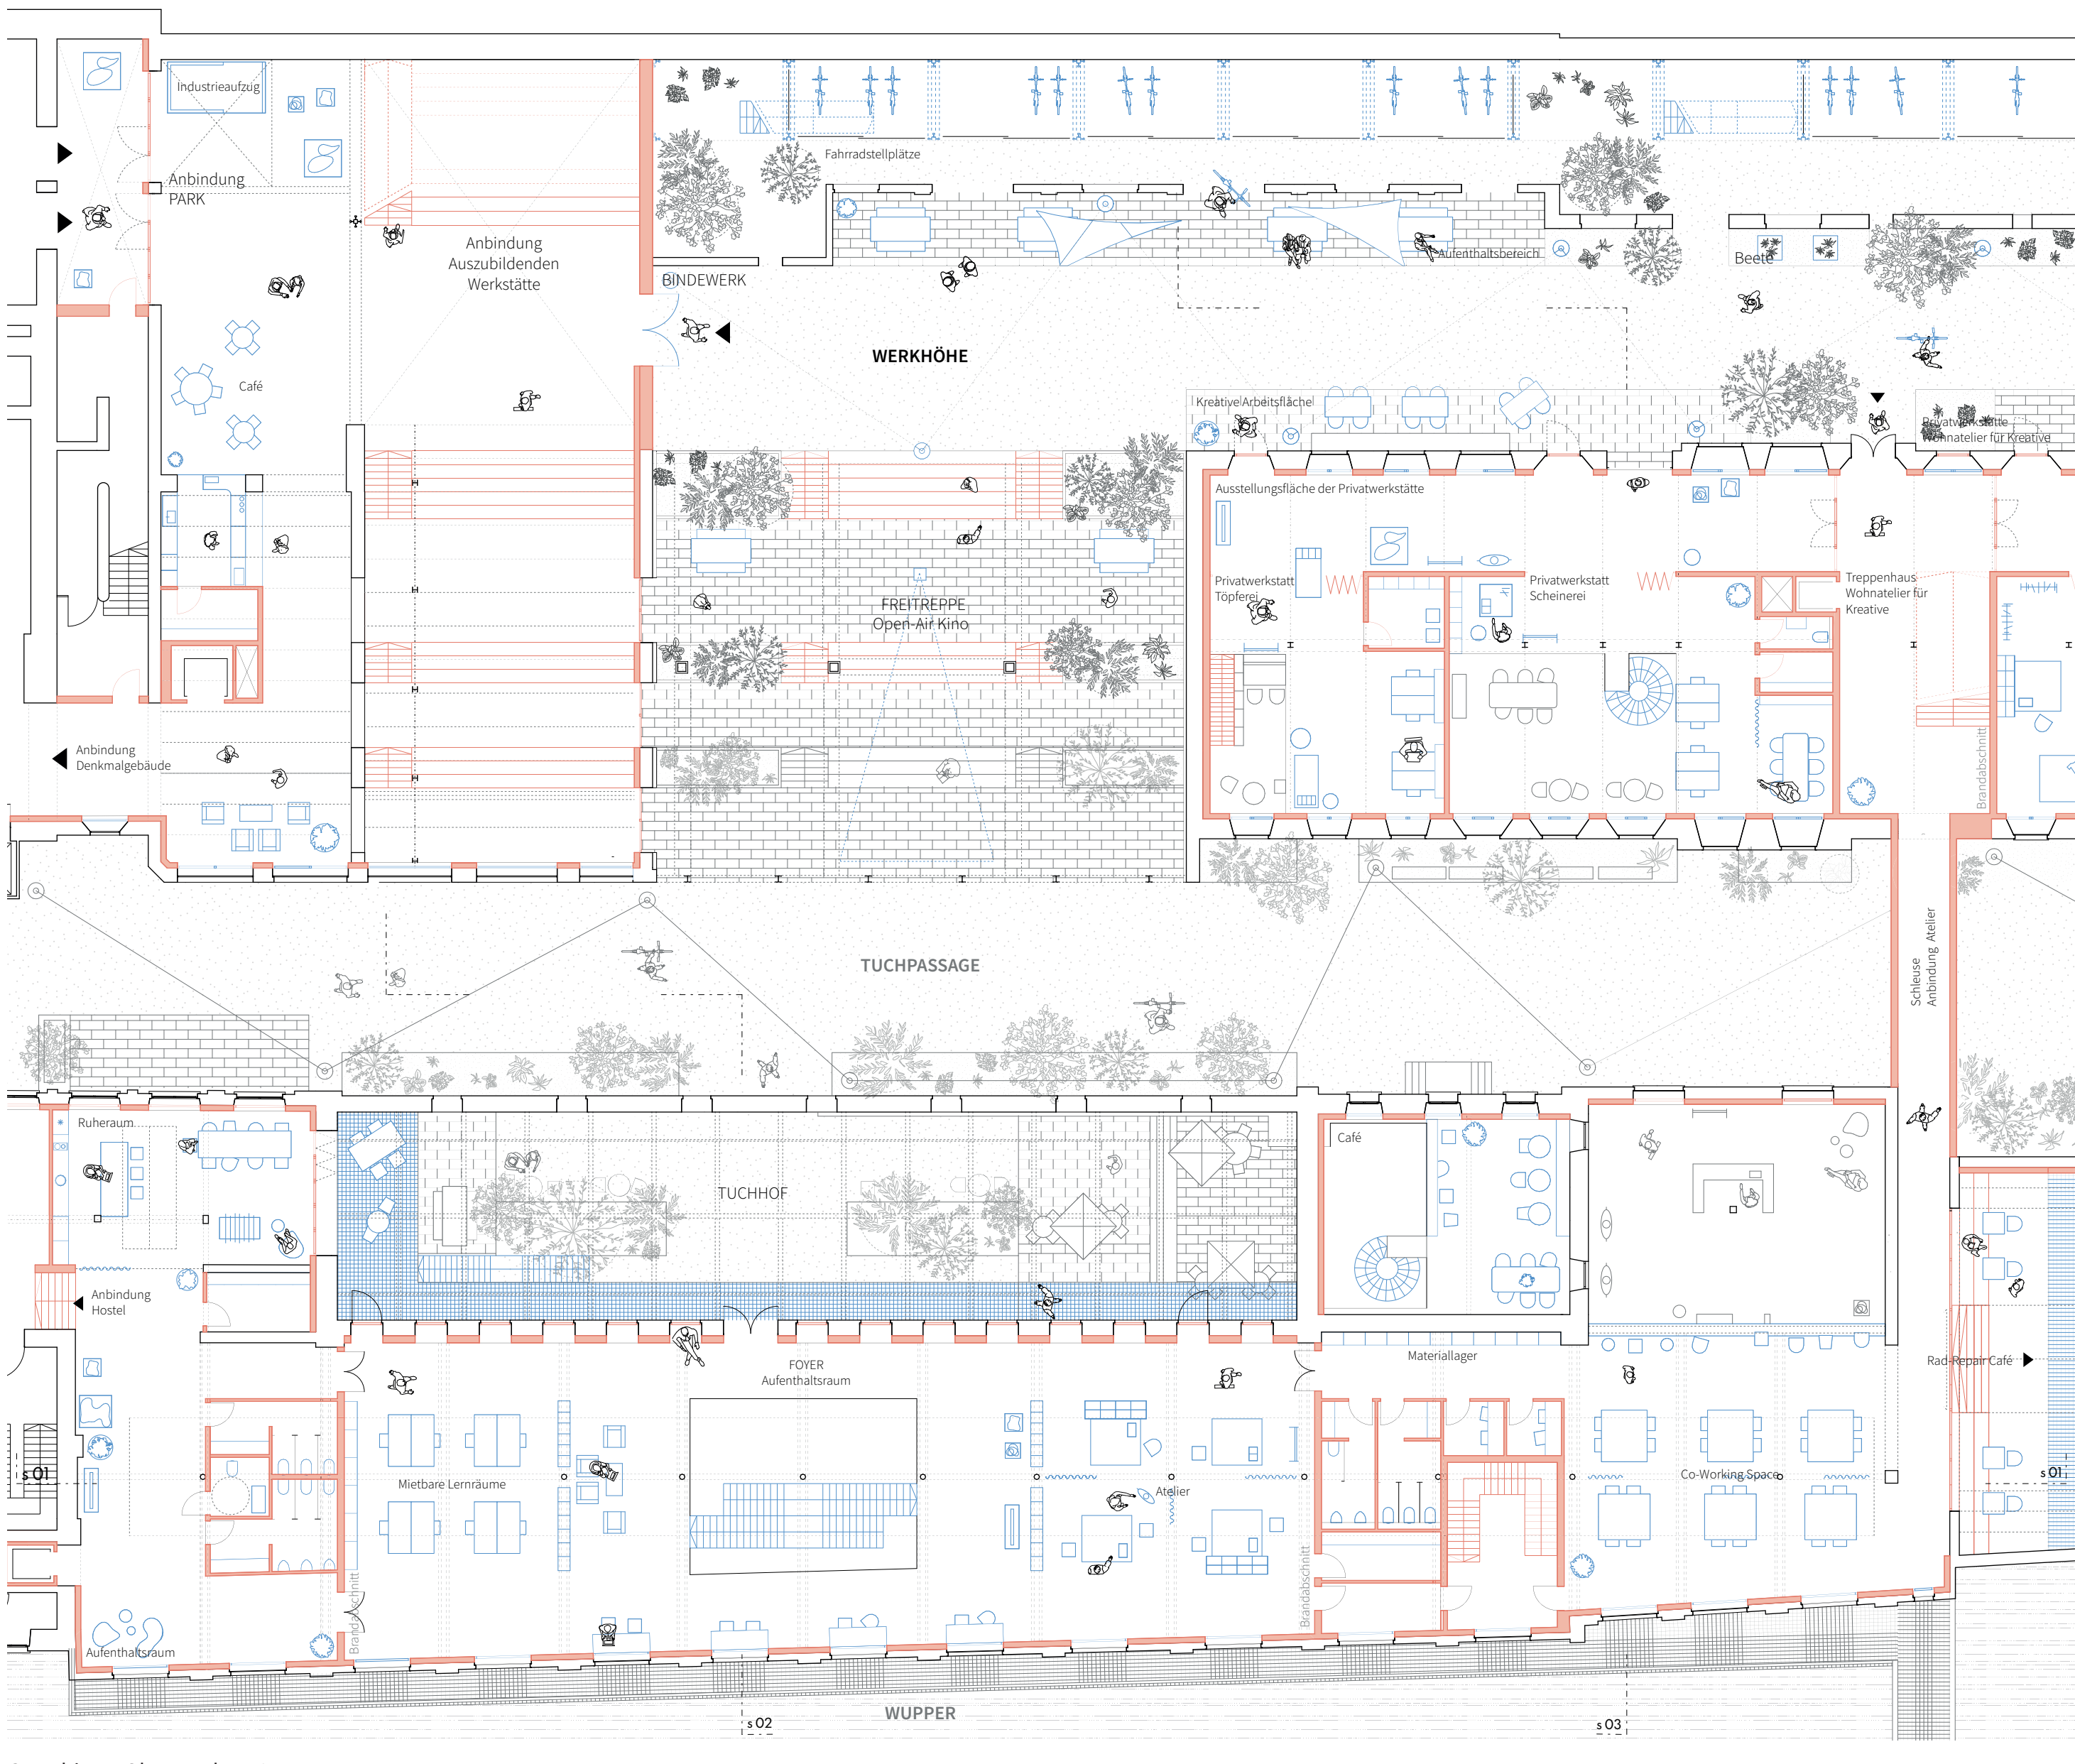 Industrieaufzug
Anbindung
PARK
Fahrradstellplätze
Anbindung
Auszubildenden
Werkstätte
BINDEWERK
Aufenthaltsbereich
Beete
WERKHÖHE
Café
Kreative Arbeitsfläche
Privatwerkstätte
Wohnatelier für Kreative
Ausstellungsfläche der Privatwerkstätte
Privatwerkstatt
Töpferei
Privatwerkstatt
Scheinerei
Treppenhaus
Wohnatelier für
Kreative
FREITREPPE
Open-Air Kino
Anbindung
Denkmalgebäude
Brandabschnitt
TUCHPASSAGE
Schleuse
Anbindung Atelier
Ruheraum
Café
TUCHHOF
Anbindung
Hostel
FOYER
Aufenthaltsraum
Materiallager
Rad-Repair Café
s 01
Mietbare Lernräume
Atelier
Co-Working Space
s 01
Brandabschnitt
Brandabschnitt
Aufenthaltsraum
WUPPER
s 02
s 03